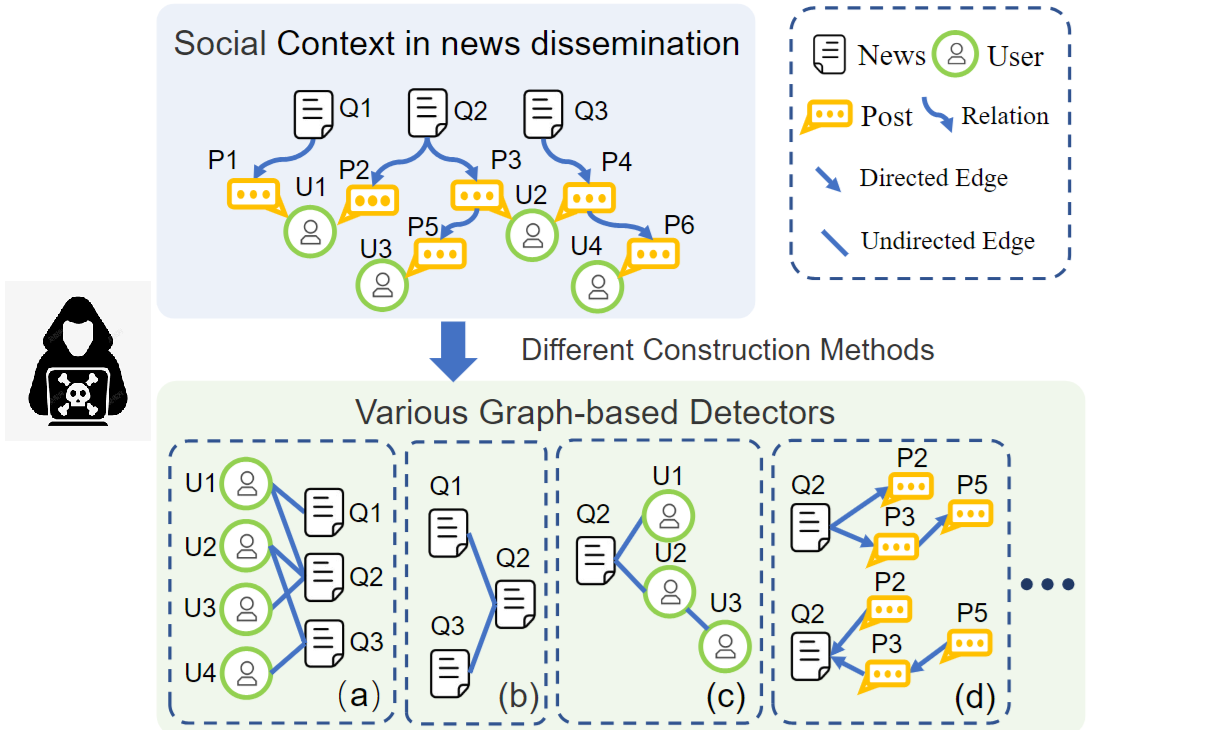 Social Context in news dissemination
Q1
Q2
Q3
P1
P2
P3
P4
U1
U2
P5
P6
U3
U4
News
User
Post
Relation
Directed Edge
Undirected Edge
Different Construction Methods
Various Graph-based Detectors
U1
U2
U3
U4
Q1
Q2
Q3
(a)
Q1
Q2
Q3
(b)
Q2
U1
U2
U3
(c)
Q2
P2
P3
P5
Q2
P2
P3
P5
(d)